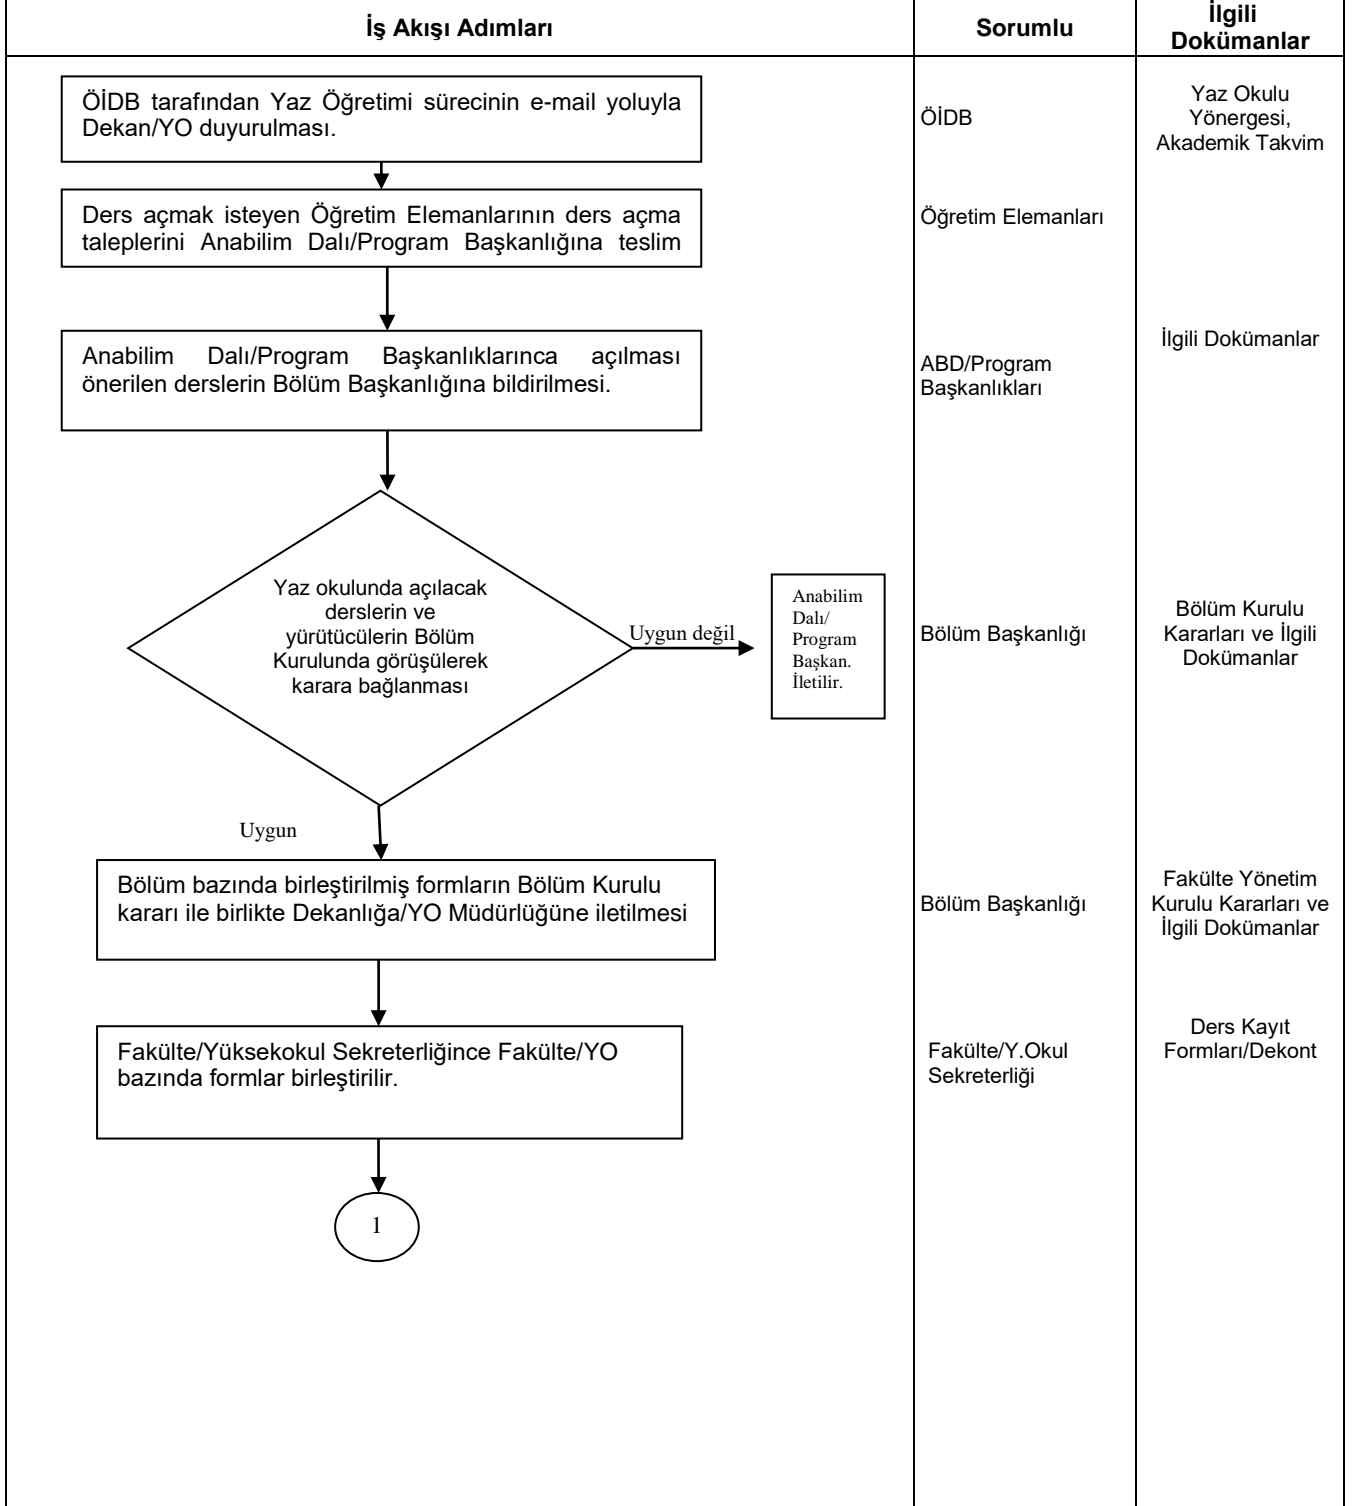 İş Akışı Adımları
Sorumlu
İlgili
Dokümanlar
ÖİDB tarafından Yaz Öğretimi sürecinin e-mail yoluyla
Dekan/YO duyurulması.
ÖİDB
Yaz Okulu
Yönergesi,
Akademik Takvim
Ders açmak isteyen Öğretim Elemanlarının ders açma
taleplerini Anabilim Dalı/Program Başkanlığına teslim
Öğretim Elemanları
Anabilim Dalı/Program Başkanlıklarınca açılması
önerilen derslerin Bölüm Başkanlığına bildirilmesi.
ABD/Program
Başkanlıkları
İlgili Dokümanlar
Yaz okulunda açılacak
derslerin ve
yürütücülerin Bölüm
Kurulunda görüşülerek
karara bağlanması
Uygun değil
Anabilim
Dalı/
Program
Başkan.
İletilir.
Bölüm Başkanlığı
Bölüm Kurulu
Kararları ve İlgili
Dokümanlar
Uygun
Bölüm bazında birleştirilmiş formların Bölüm Kurulu
kararı ile birlikte Dekanlığa/YO Müdürlüğüne iletilmesi
Bölüm Başkanlığı
Fakülte Yönetim
Kurulu Kararları ve
İlgili Dokümanlar
Fakülte/Yüksekokul Sekreterliğince Fakülte/YO
bazında formlar birleştirilir.
Fakülte/Y.Okul
Sekreterliği
Ders Kayıt
Formları/Dekont
1